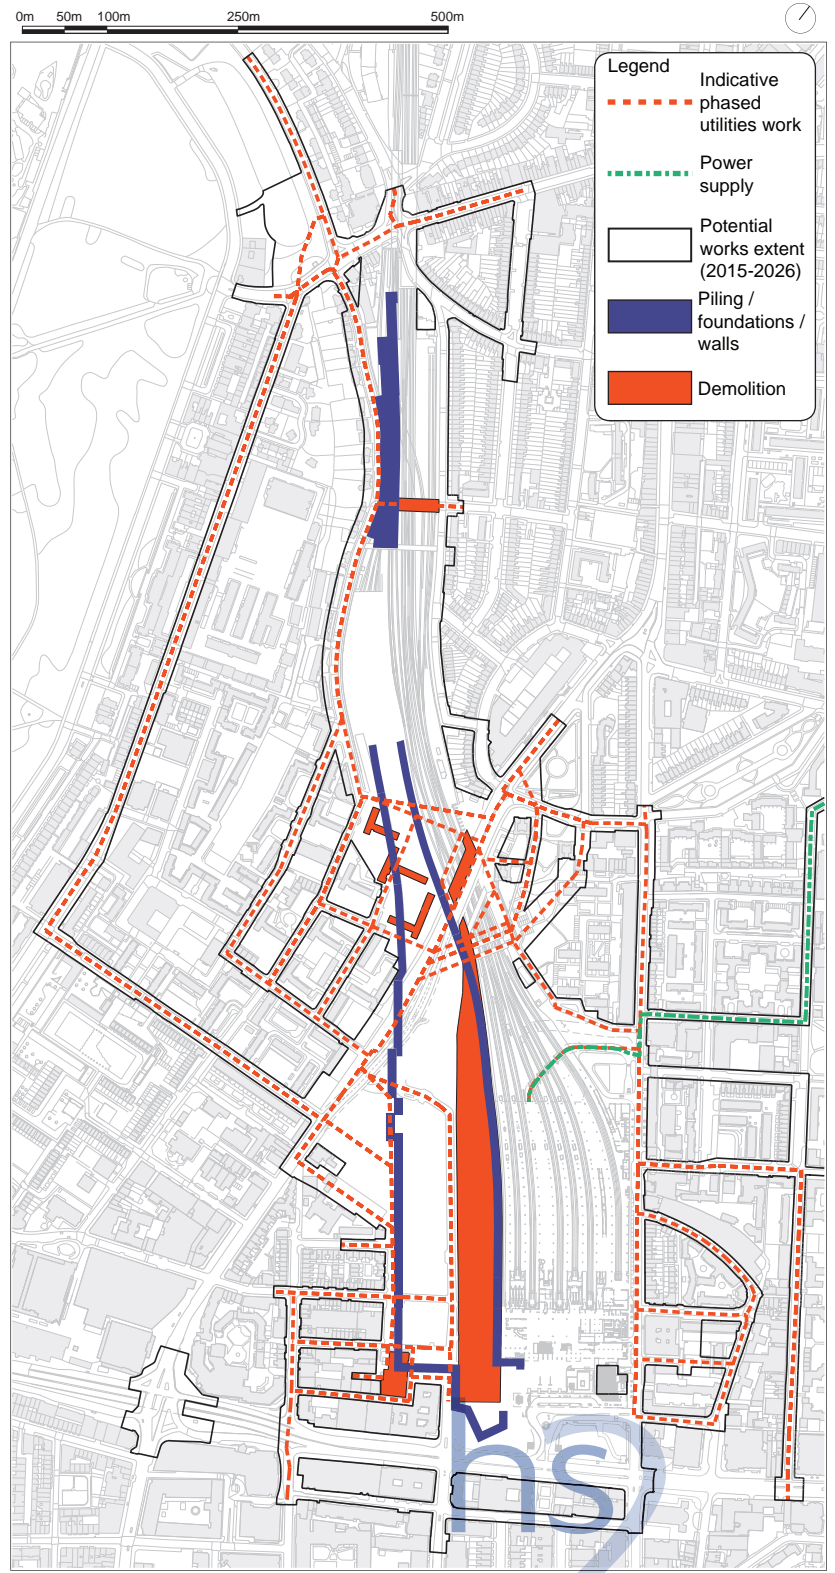 0m 50m 100m 250m 500m
Legend
Indicative
phased
utilities work
Power
supply
Potential
works extent
(2015-2026)
Piling /
foundations /
walls
Demolition
hs2